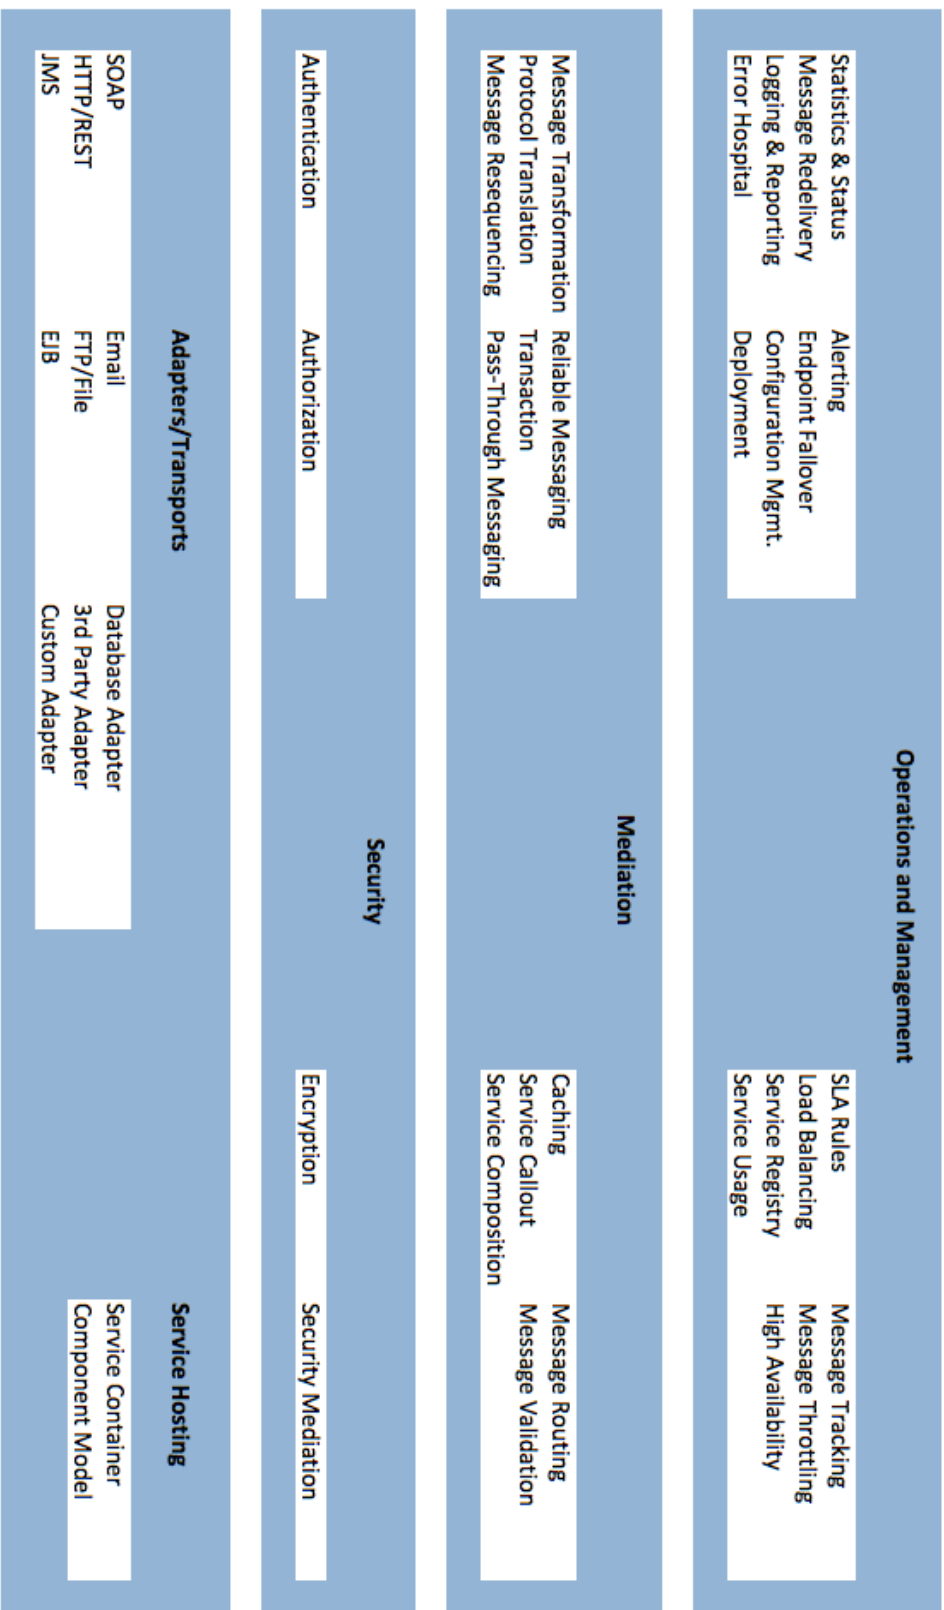 Operations and Management
Statistics & Status
Message Redelivery
Logging & Reporting
Error Hospital
Alerting
Endpoint Fallover
Configuration Mgmt.
Deployment
SLA Rules
Load Balancing
Service Registry
Service Usage
Message Tracking
Message Throttling
High Availability
Mediation
Message Transformation
Protocol Translation
Message Resequencing
Reliable Messaging
Transaction
Pass-Through Messaging
Caching
Service Callout
Service Composition
Message Routing
Message Validation
Security
Authentication
Authorization
Encryption
Security Mediation
Adapters/Transports
SOAP
HTTP/REST
JMS
Email
FTP/File
EJB
Database Adapter
3rd Party Adapter
Custom Adapter
Service Hosting
Service Container
Component Model